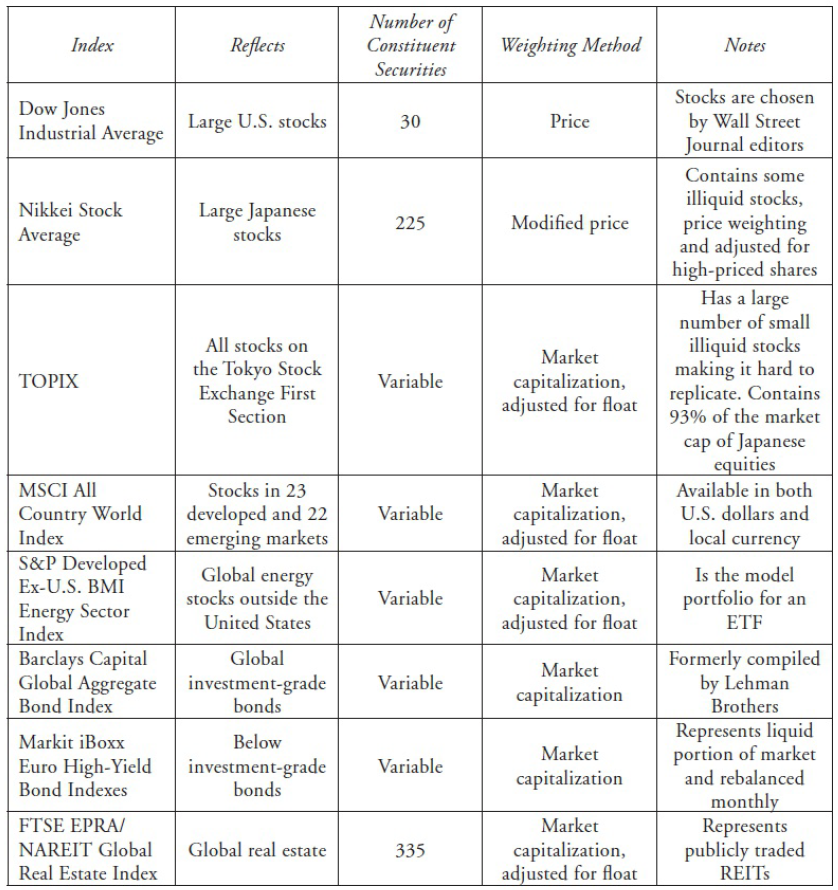 Index
Reflects
Number of
Constituent
Securities
Weighting Method
Notes
Dow Jones
Industrial Average
Large U.S. stocks
30
Price
Stocks are chosen
by Wall Street
Journal editors
Nikkei Stock
Average
Large Japanese
stocks
225
Modified price
Contains some
illiquid stocks,
price weighting
and adjusted for
high-priced shares
TOPIX
All stocks on
the Tokyo Stock
Exchange First
Section
Variable
Market
capitalization,
adjusted for float
Has a large
number of small
illiquid stocks
making it hard to
replicate. Contains
93% of the market
cap of Japanese
equities
MSCI All
Country World
Index
Stocks in 23
developed and 22
emerging markets
Variable
Market
capitalization,
adjusted for float
Available in both
U.S. dollars and
local currency
S&P Developed
Ex-U.S. BMI
Energy Sector
Index
Global energy
stocks outside the
United States
Variable
Market
capitalization,
adjusted for float
Is the model
portfolio for an
ETF
Barclays Capital
Global Aggregate
Bond Index
Global
investment-grade
bonds
Variable
Market
capitalization
Formerly compiled
by Lehman
Brothers
Markit iBoxx
Euro High-Yield
Bond Indexes
Below
investment-grade
bonds
Variable
Market
capitalization
Represents liquid
portion of market
and rebalanced
monthly
FTSE EPRA/
NAREIT Global
Real Estate Index
Global real estate
335
Market
capitalization,
adjusted for float
Represents
publicly traded
REITs